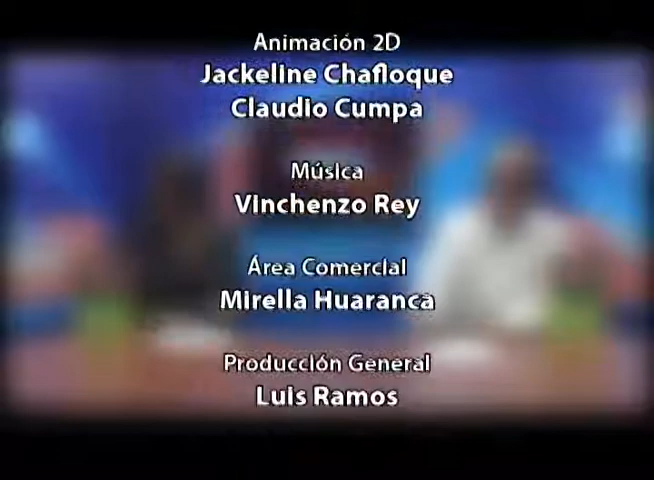 Animación 2D
Jackeline Chafloque
Claudio Cumpa
Música
Vinchenzo Rey
Área Comercial
Mirella Huaranca
Producción General
Luis Ramos